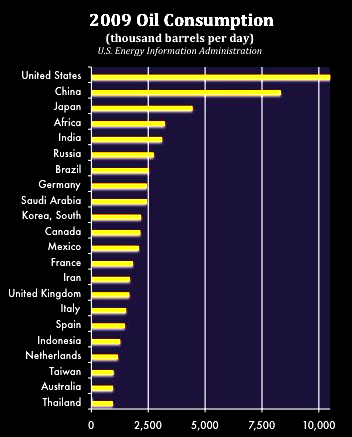 2009 Oil Consumption
(thousand barrels per day)
U.S. Energy Information Administration
United States
China
Japan
Africa
India
Russia
Brazil
Germany
Saudi Arabia
Korea, South
Canada
Mexico
France
Iran
United Kingdom
Italy
Spain
Indonesia
Netherlands
Taiwan
Australia
Thailand
0 2,500 5,000 7,500 10,000